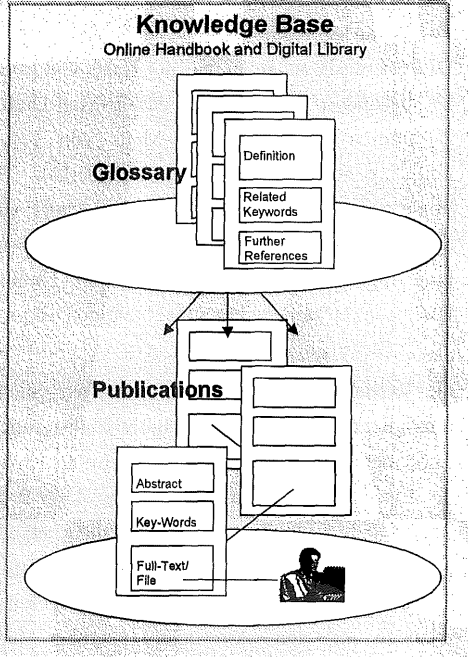 Knowledge Base
Online Handbook and Digital Library
Glossary
Definition
Related
Keywords
Further
References
Publications
Abstract
Key-Words
Full-Text/
File